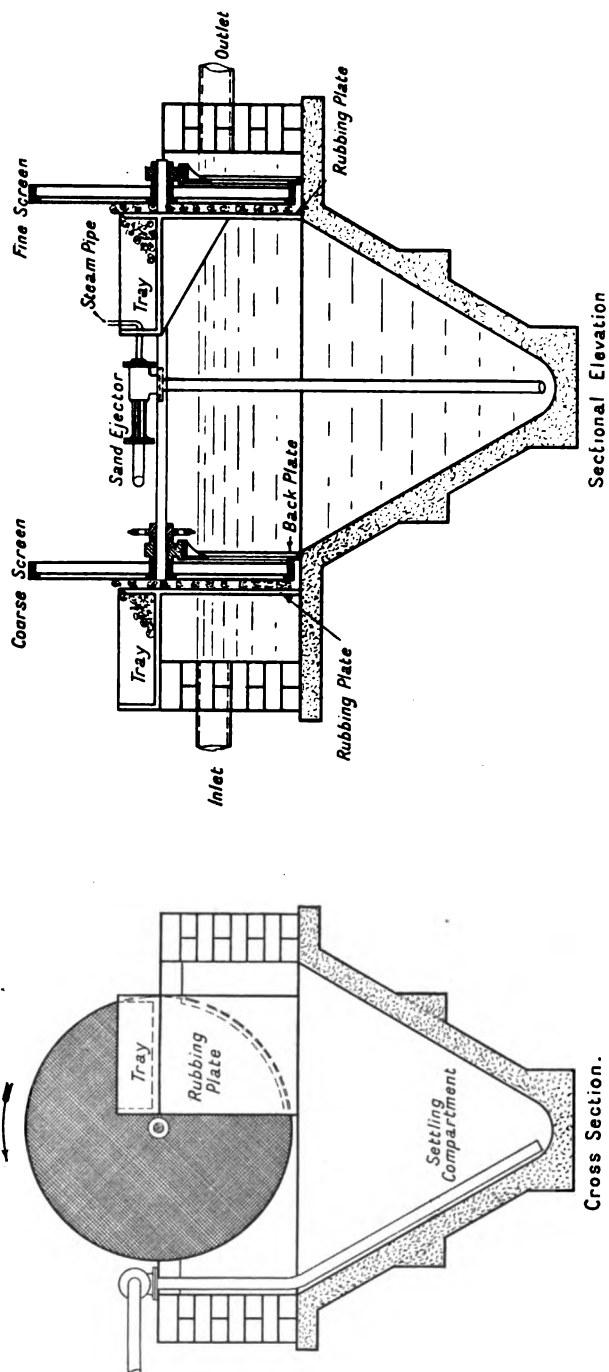 Cross Section.
Tray
Rubbing
Plate
Settling
Compartment
Sectional Elevation
Coarse Screen
Fine Screen
Steam Pipe
Sand Ejector
Tray
Tray
Inlet
Outlet
Back Plate
Rubbing Plate
Rubbing Plate